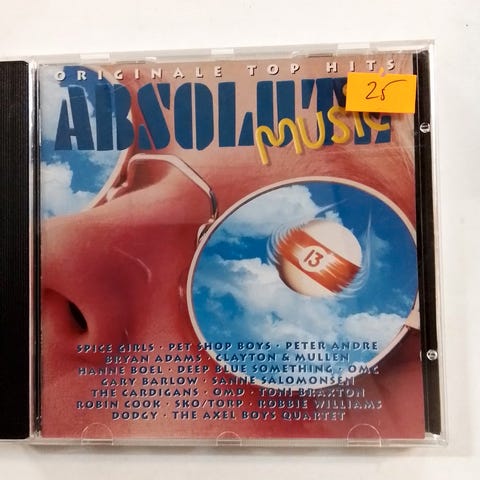 ORIGINALE TOP HITS
ABSOLUTE
MUSIC
25
13
SPICE GIRLS · PET SHOP BOYS · PETER ANDRE
BRYAN ADAMS · CLAYTON & MULLEN
HANNE BOEL · DEEP BLUE SOMETHING · OMC
GARY BARLOW · SANNE SALOMONSEN
THE CARDIGANS · OMD · TONI BRAXTON
ROBIN COOK · SKO/TORP · ROBBIE WILLIAMS
DODGY · THE AXEL BOYS QUARTET